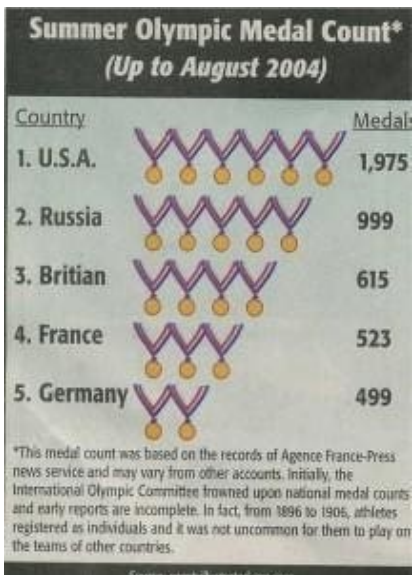 Summer Olympic Medal Count*
(Up to August 2004)
Country Medals
1. U.S.A. 1,975
2. Russia 999
3. Britian 615
4. France 523
5. Germany 499
*This medal count was based on the records of Agence France-Press
news service and may vary from other accounts. Initially, the
International Olympic Committee frowned upon national medal counts
and early reports are incomplete. In fact, from 1896 to 1906, athletes
registered as individuals and it was not uncommon for them to play on
the teams of other countries.